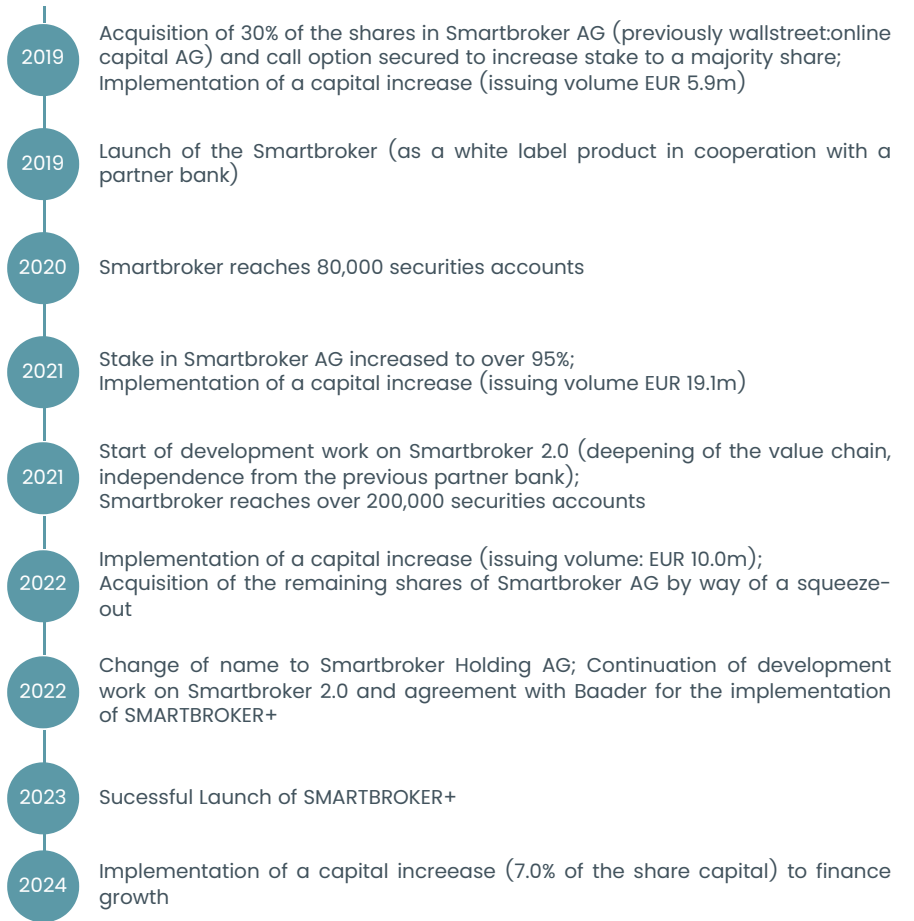 2019
Acquisition of 30% of the shares in Smartbroker AG (previously wallstreet:online
capital AG) and call option secured to increase stake to a majority share;
Implementation of a capital increase (issuing volume EUR 5.9m)
2019
Launch of the Smartbroker (as a white label product in cooperation with a
partner bank)
2020
Smartbroker reaches 80,000 securities accounts
2021
Stake in Smartbroker AG increased to over 95%;
Implementation of a capital increase (issuing volume EUR 19.1m)
2021
Start of development work on Smartbroker 2.0 (deepening of the value chain,
independence from the previous partner bank);
Smartbroker reaches over 200,000 securities accounts
2022
Implementation of a capital increase (issuing volume: EUR 10.0m);
Acquisition of the remaining shares of Smartbroker AG by way of a squeeze-
out
2022
Change of name to Smartbroker Holding AG; Continuation of development
work on Smartbroker 2.0 and agreement with Baader for the implementation
of SMARTBROKER+
2023
Sucessful Launch of SMARTBROKER+
2024
Implementation of a capital increease (7.0% of the share capital) to finance
growth